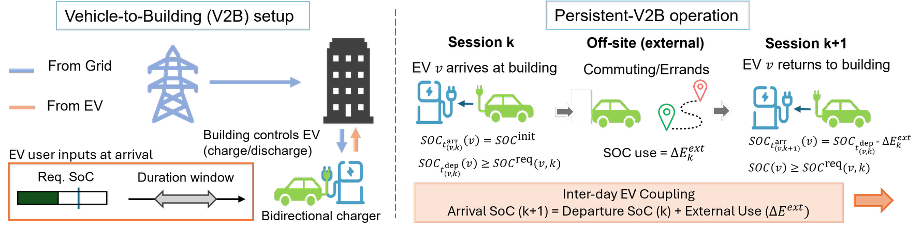 Vehicle-to-Building (V2B) setup
From Grid
From EV
Building controls EV
(charge/discharge)
EV user inputs at arrival
Req. SoC
Duration window
Bidirectional charger
Persistent-V2B operation
Session k
EV v arrives at building
SOC_{t^{arr}_{(v,k)}}(v) = SOC^{init}
SOC_{t^{dep}_{(v,k)}}(v) ≥ SOC^{req}(v, k)
Off-site (external)
Commuting/Errands
SOC use = ΔE^{ext}_k
Session k+1
EV v returns to building
SOC_{t^{arr}_{(v,k+1)}}(v) = SOC_{t^{dep}_{(v,k)}} - ΔE^{ext}_k
SOC(v) ≥ SOC^{req}(v, k)
Inter-day EV Coupling
Arrival SoC (k+1) = Departure SoC (k) + External Use (ΔE^{ext})